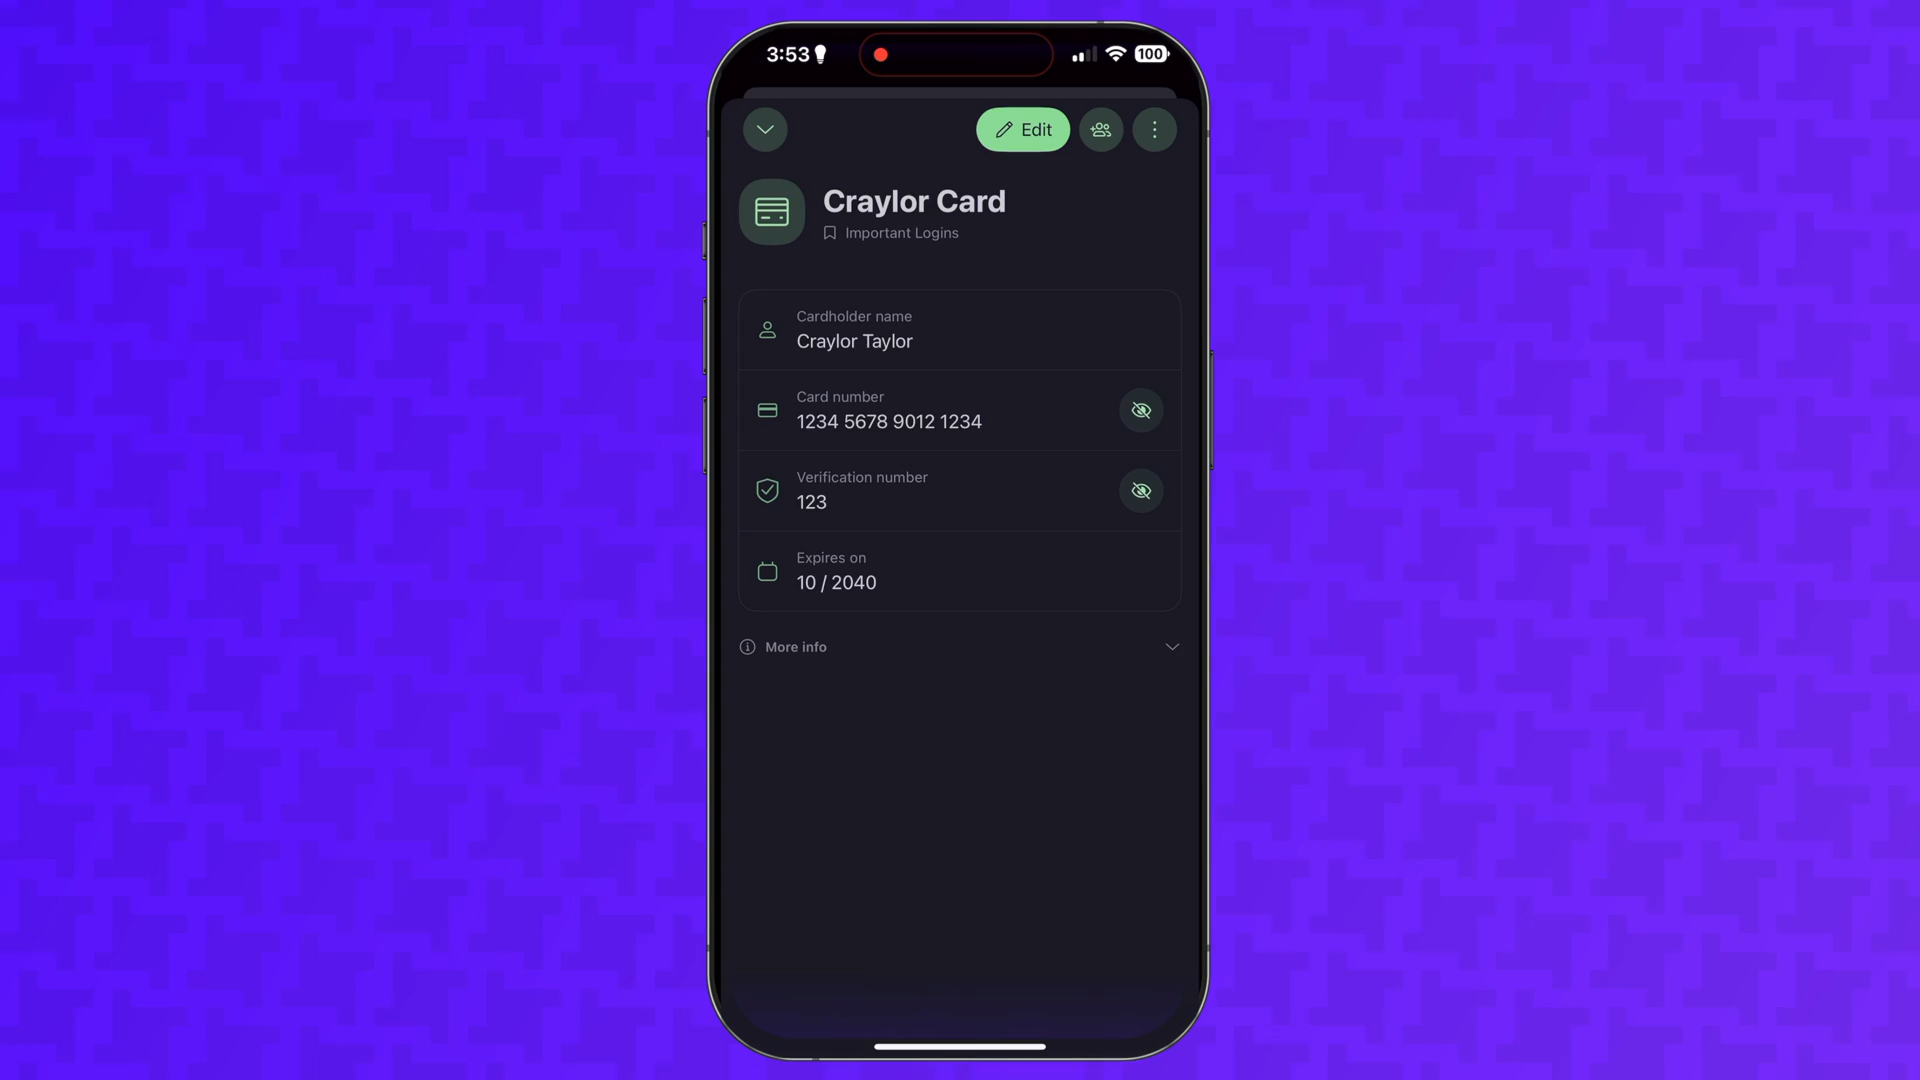 3:53
100
Edit
Craylor Card
Important Logins
Cardholder name
Craylor Taylor
Card number
1234 5678 9012 1234
Verification number
123
Expires on
10 / 2040
More info